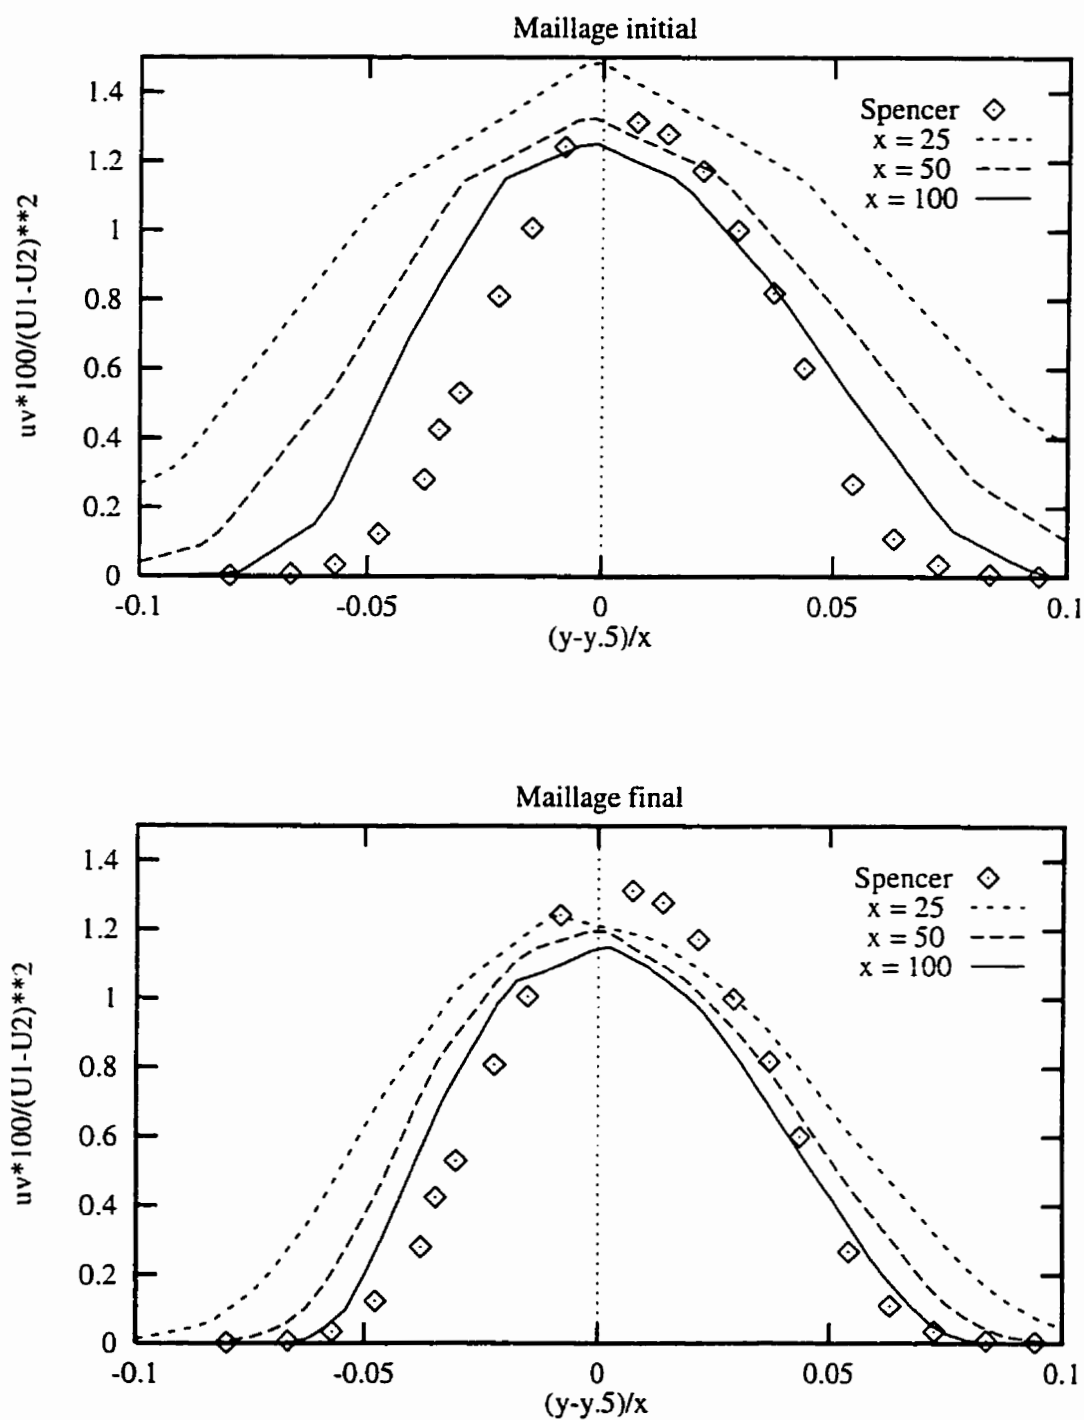 Maillage initial
1.4
1.2
1
0.8
0.6
0.4
0.2
0
uv*100/(U1-U2)**2
Spencer
x = 25
x = 50
x = 100
-0.1
-0.05
0
0.05
0.1
(y-y.5)/x
Maillage final
1.4
1.2
1
0.8
0.6
0.4
0.2
0
uv*100/(U1-U2)**2
Spencer
x = 25
x = 50
x = 100
-0.1
-0.05
0
0.05
0.1
(y-y.5)/x